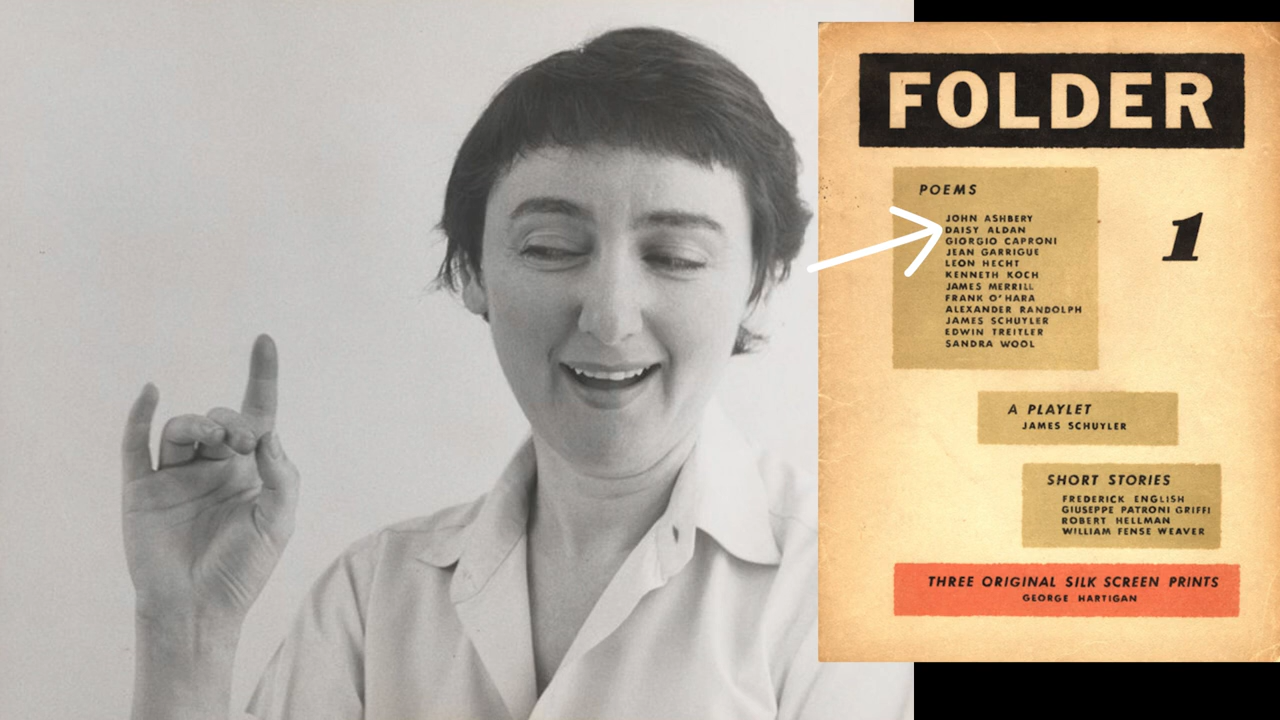 FOLDER
POEMS
JOHN ASHBERY
DAISY ALDAN
GIORGIO CAPRONI
JEAN GARRIGUE
LEON HECHT
KENNETH KOCH
JAMES MERRILL
FRANK O'HARA
ALEXANDER RANDOLPH
JAMES SCHUYLER
EDWIN TREITLER
SANDRA WOOL
1
A PLAYLET
JAMES SCHUYLER
SHORT STORIES
FREDERICK ENGLISH
GIUSEPPE PATRONI GRIFFI
ROBERT HELLMAN
WILLIAM FENSE WEAVER
THREE ORIGINAL SILK SCREEN PRINTS
GEORGE HARTIGAN